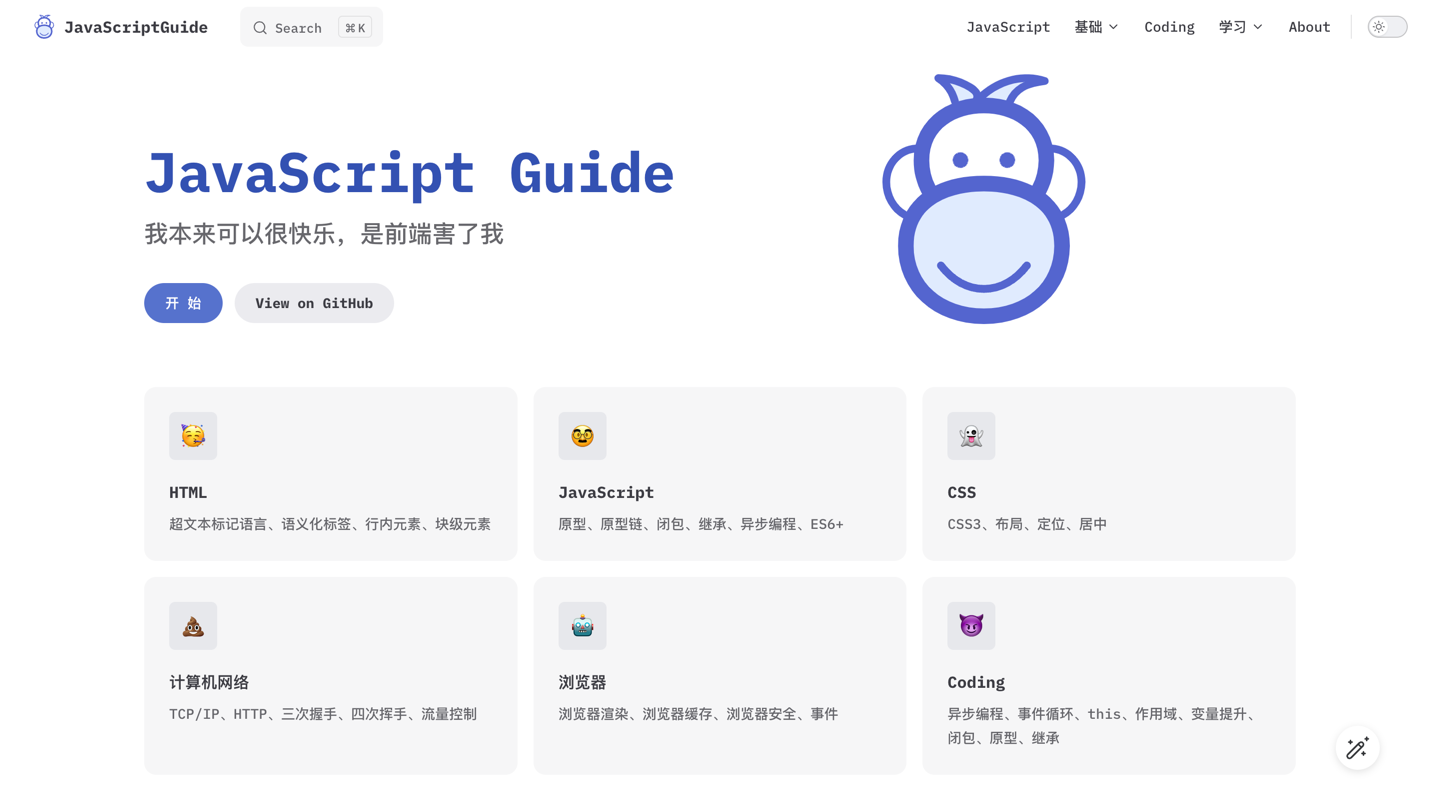 JavaScriptGuide
Search ⌘K
JavaScript
基础
Coding
学习
About
JavaScript Guide
我本来可以很快乐，是前端害了我
开 始
View on GitHub
HTML
超文本标记语言、语义化标签、行内元素、块级元素
JavaScript
原型、原型链、闭包、继承、异步编程、ES6+
CSS
CSS3、布局、定位、居中
计算机网络
TCP/IP、HTTP、三次握手、四次挥手、流量控制
浏览器
浏览器渲染、浏览器缓存、浏览器安全、事件
Coding
异步编程、事件循环、this、作用域、变量提升、
闭包、原型、继承